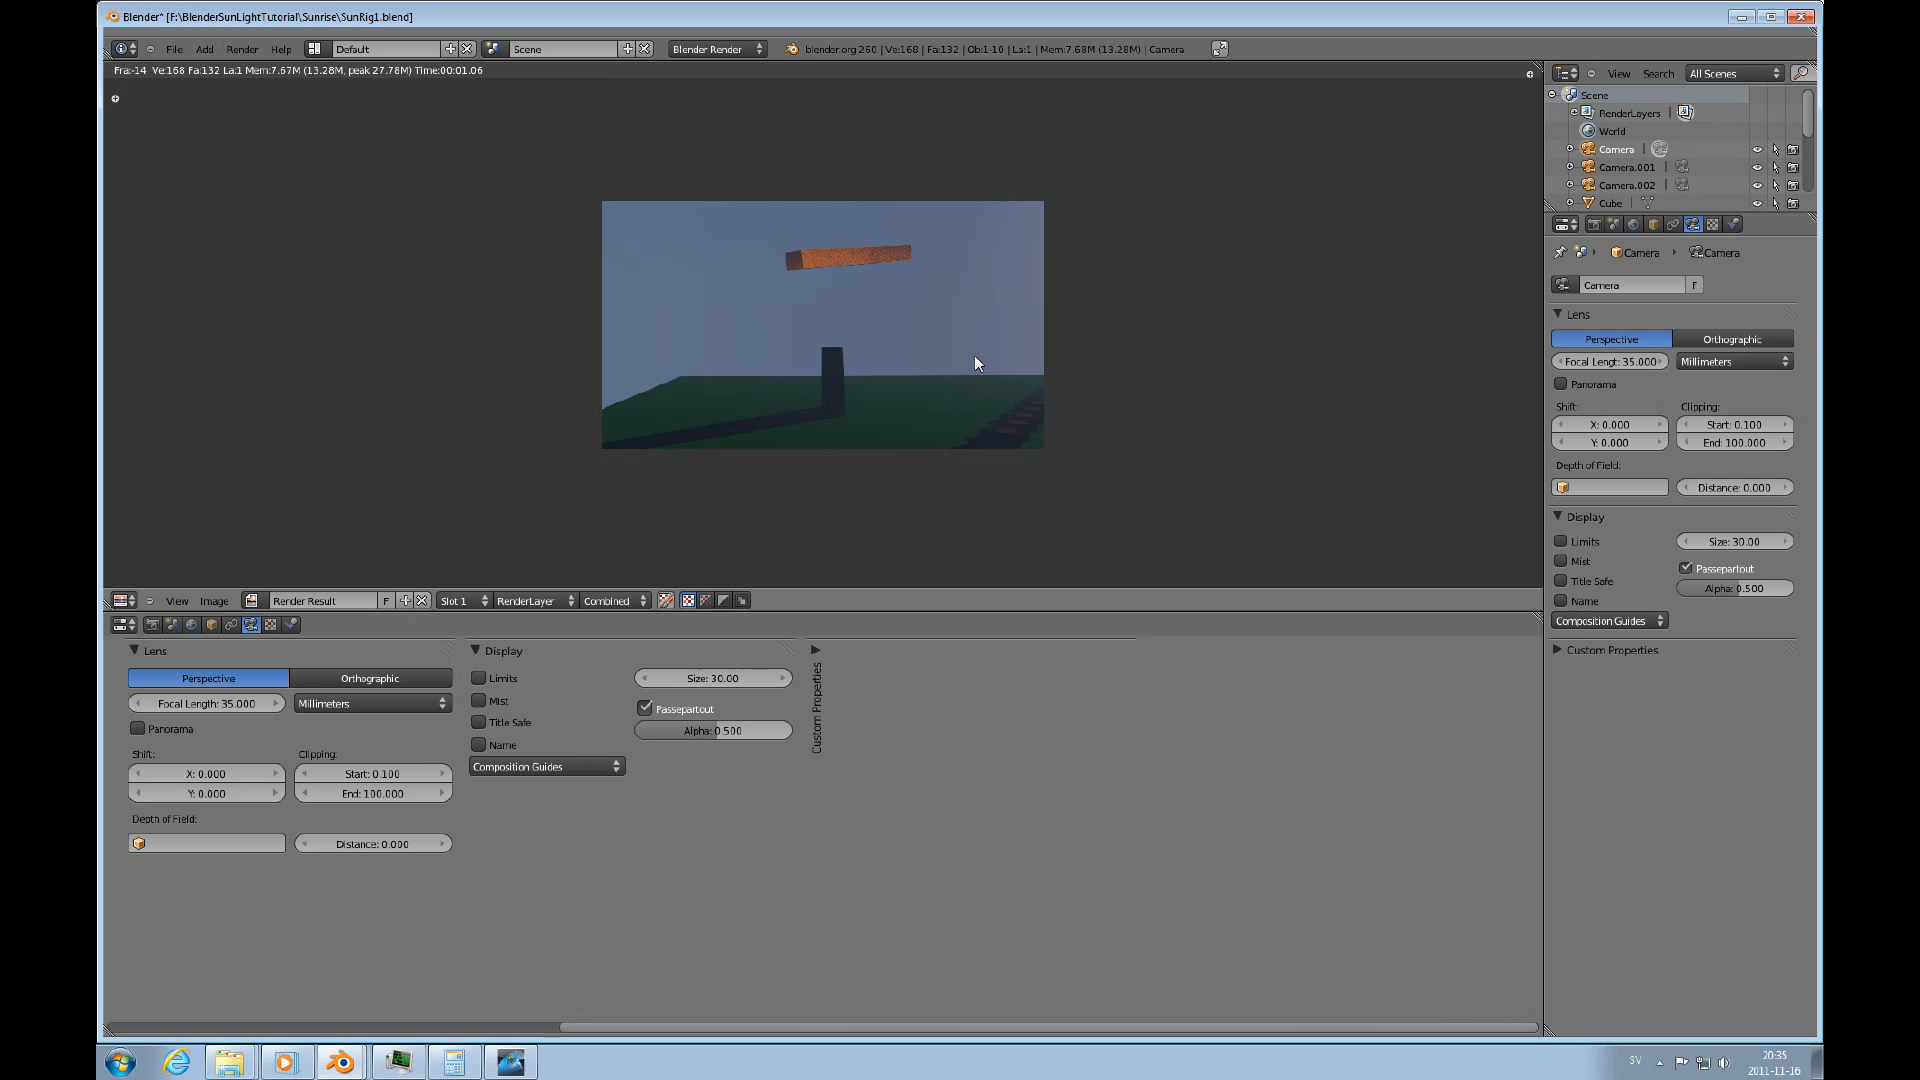 Blender* [F:\BlenderSunLightTutorial\Sunrise\SunRig1.blend]
File Add Render Help Default Scene Blender Render blender.org 260 | Ve:168 | Fa:132 | Ob:1-10 | La:1 | Mem:7.68M (13.28M) | Camera
Fra:-14 Ve:168 Fa:132 La:1 Mem:7.67M (13.28M, peak 27.78M) Time:00:01.06
View Search All Scenes
Scene
RenderLayers |
World
Camera |
Camera.001 |
Camera.002 |
Cube |
Camera Camera
Camera F
Lens
Perspective Orthographic
Focal Lengt: 35.000 Millimeters
Panorama
Shift: Clipping:
X: 0.000 Start: 0.100
Y: 0.000 End: 100.000
Depth of Field:
Distance: 0.000
Display
Limits Size: 30.00
Mist Passepartout
Title Safe Alpha: 0.500
Name
Composition Guides
Custom Properties
View Image Render Result F Slot 1 RenderLayer Combined
Lens
Perspective Orthographic
Focal Length: 35.000 Millimeters
Panorama
Shift: Clipping:
X: 0.000 Start: 0.100
Y: 0.000 End: 100.000
Depth of Field:
Distance: 0.000
Display
Limits Size: 30.00
Mist Passepartout
Title Safe Alpha: 0.500
Name
Composition Guides
Custom Properties
SV 20:35
2011-11-16